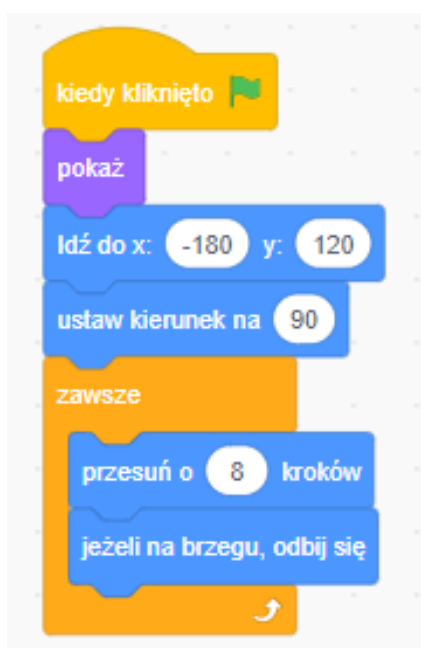 kiedy kliknięto
pokaż
Idź do x: -180 y: 120
ustaw kierunek na 90
zawsze
przesuń o 8 kroków
jeżeli na brzegu, odbij się